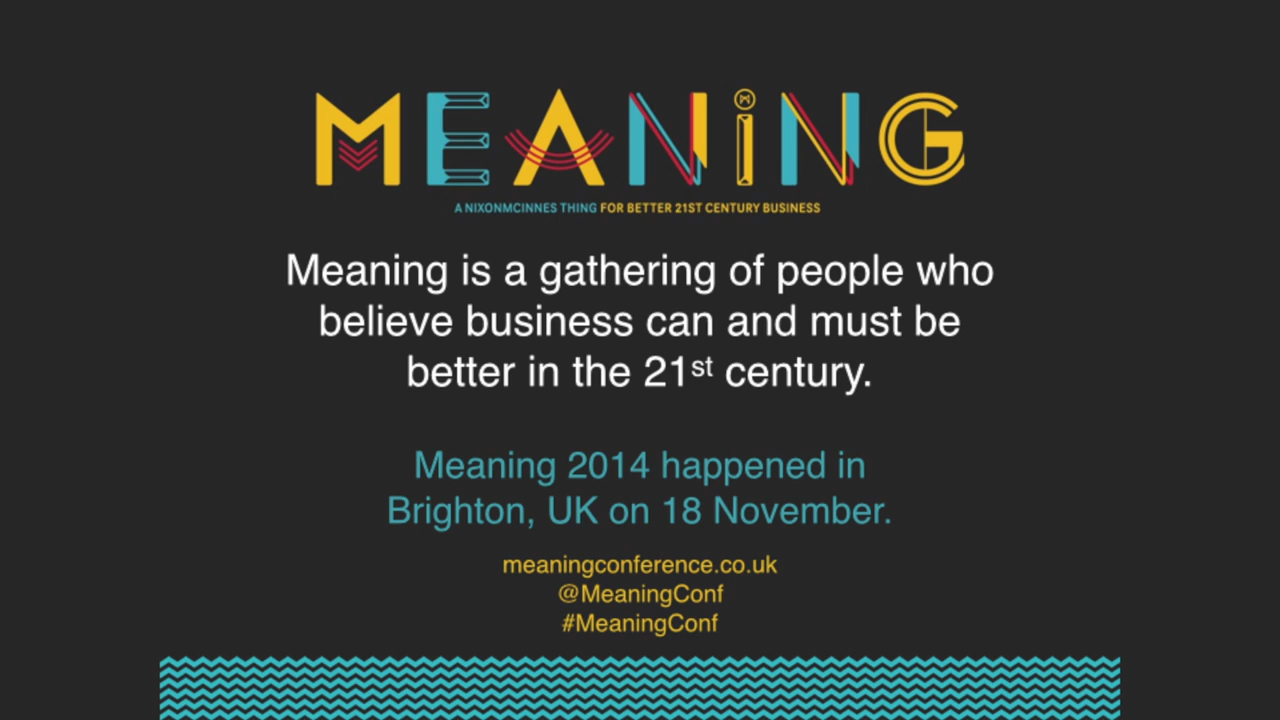 MEANiNG
A NIXONMCINNES THING FOR BETTER 21ST CENTURY BUSINESS
Meaning is a gathering of people who
believe business can and must be
better in the 21st century.
Meaning 2014 happened in
Brighton, UK on 18 November.
meaningconference.co.uk
@MeaningConf
#MeaningConf